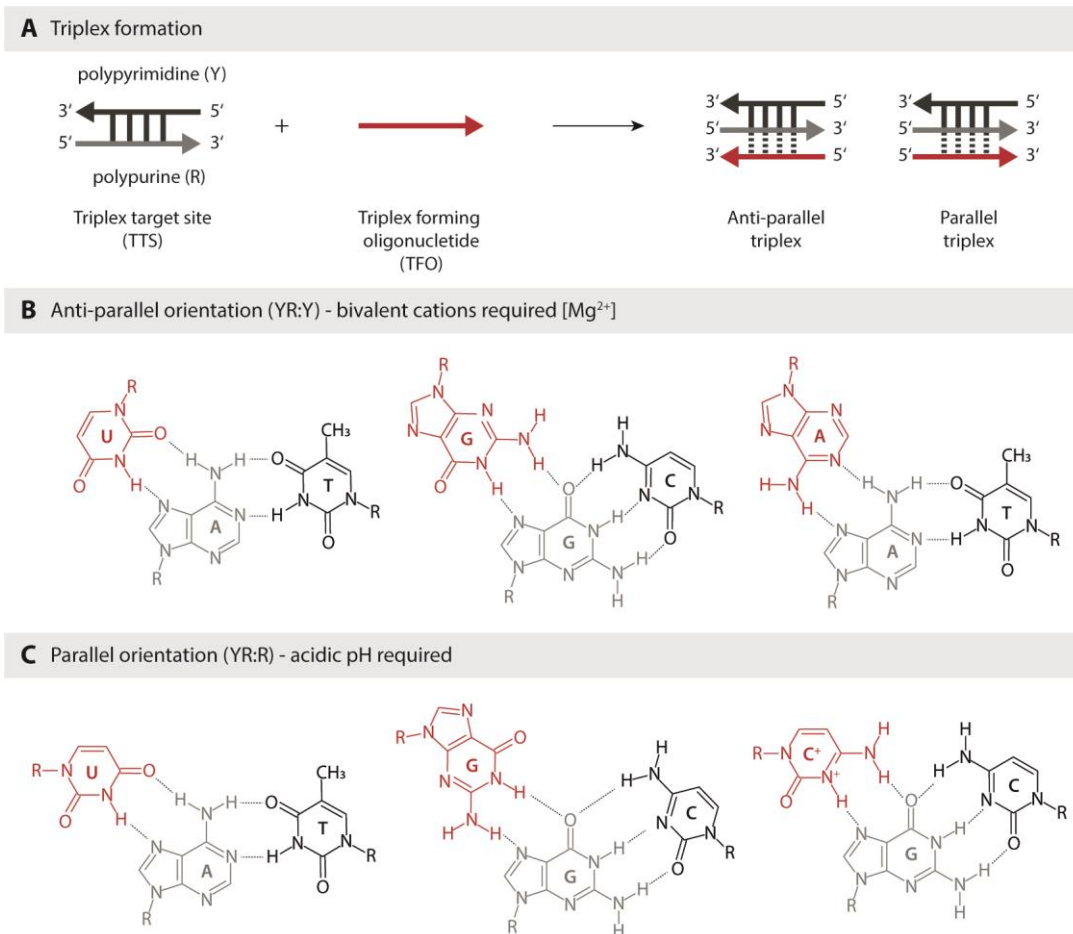 A Triplex formation
polypyrimidine (Y)
3‘ 5‘
5‘ 3‘
polypurine (R)
+
3‘ 5‘
5‘ 3‘
3‘ 5‘
3‘ 5‘
5‘ 3‘
5‘ 3‘
Triplex target site
(TTS)
Triplex forming
oligonucletide
(TFO)
Anti-parallel
triplex
Parallel
triplex
B Anti-parallel orientation (YR:Y) - bivalent cations required [Mg²⁺]
R
N
U
O
O
N
H
H
N
H
O
CH₃
T
N
H
N
R
O
N
N
A
N
N
R
R
N
N
G
N
H
H
O
N
H
H
N
H
C
N
N
R
O
O
N
N
G
N
H
N
H
H
N
R
R
N
N
A
N
N
N
H
H
H
N
H
O
CH₃
T
N
H
N
R
O
N
N
A
N
N
R
C Parallel orientation (YR:R) - acidic pH required
R
N
U
O
O
N
H
H
N
H
O
CH₃
T
N
H
N
R
O
N
N
A
N
N
R
N
N
R
G
O
N
H
N
N
H
H
H
N
H
C
N
N
R
O
O
N
N
G
N
H
N
H
H
N
R
R
N
C⁺
N
H
H
O
N⁺
H
H
N
H
C
N
N
R
O
O
N
N
G
N
H
N
H
H
N
R